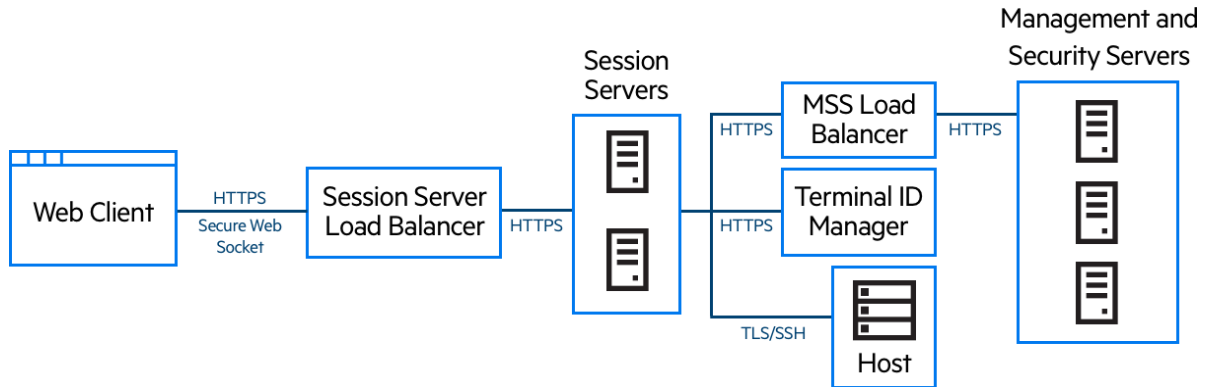 Management and
Security Servers
Session
Servers
MSS Load
Balancer
HTTPS
HTTPS
Web Client
HTTPS
Secure Web
Socket
Session Server
Load Balancer
HTTPS
Terminal ID
Manager
HTTPS
TLS/SSH
Host